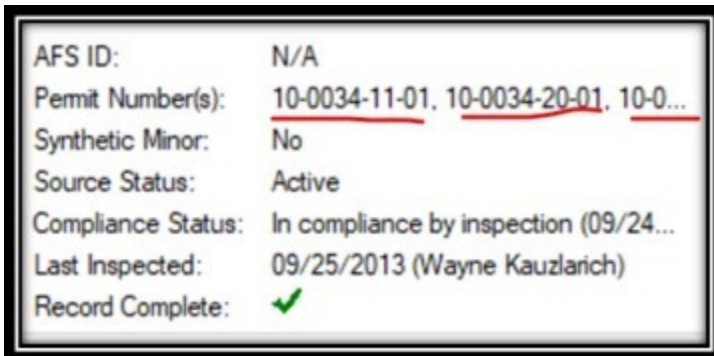 AFS ID: N/A
Permit Number(s): 10-0034-11-01, 10-0034-20-01, 10-0...
Synthetic Minor: No
Source Status: Active
Compliance Status: In compliance by inspection (09/24...
Last Inspected: 09/25/2013 (Wayne Kauzlarich)
Record Complete: